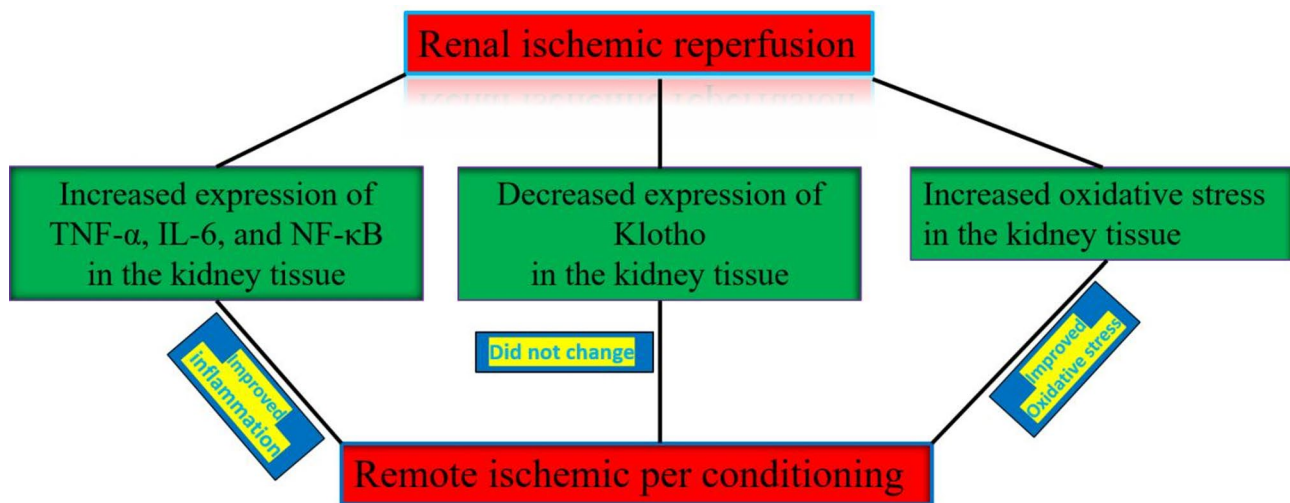 Renal ischemic reperfusion
Increased expression of
TNF-α, IL-6, and NF-κB
in the kidney tissue
Decreased expression of
Klotho
in the kidney tissue
Increased oxidative stress
in the kidney tissue
Improved
inflammation
Did not change
Improved
Oxidative stress
Remote ischemic per conditioning